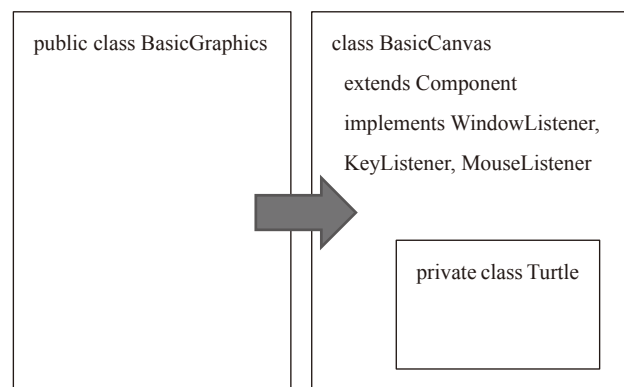 public class BasicGraphics
class BasicCanvas
extends Component
implements WindowListener,
KeyListener, MouseListener
private class Turtle